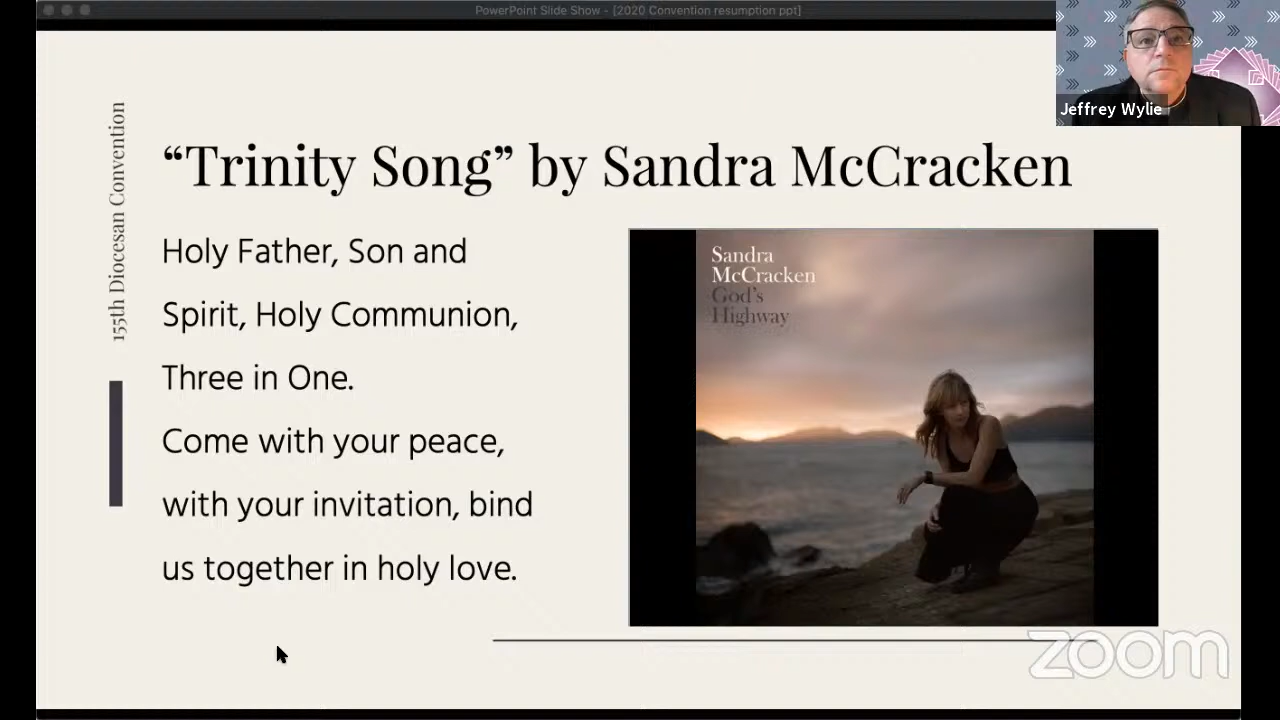 PowerPoint Slide Show - [2020 Convention resumption ppt]
Jeffrey Wylie
155th Diocesan Convention
“Trinity Song” by Sandra McCracken
Holy Father, Son and
Spirit, Holy Communion,
Three in One.
Come with your peace,
with your invitation, bind
us together in holy love.
Sandra
McCracken
God's
Highway
zoom